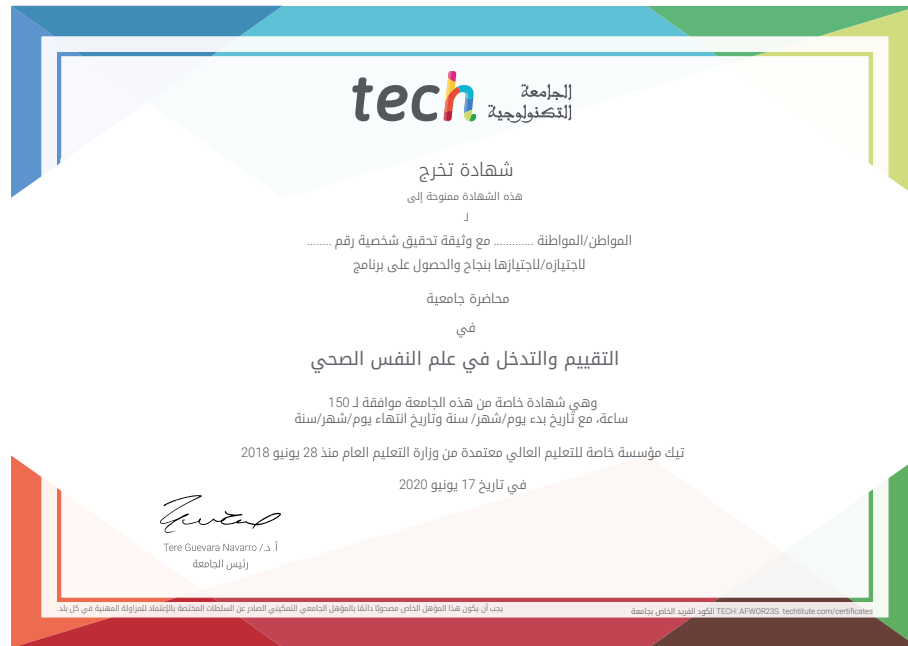 tech الجامعة
التكنولوجية
شهادة تخرج
هذه الشهادة ممنوحة إلى
لـ
المواطن/المواطنة ............. مع وثيقة تحقيق شخصية رقم ........
لاجتيازه/لاجتيازها بنجاح والحصول على برنامج
محاضرة جامعية
في
التقييم والتدخل في علم النفس الصحي
وهي شهادة خاصة من هذه الجامعة موافقة لـ 150
ساعة، مع تاريخ بدء يوم/شهر/ سنة وتاريخ انتهاء يوم/شهر/سنة
تيك مؤسسة خاصة للتعليم العالي معتمدة من وزارة التعليم العام منذ 28 يونيو 2018
في تاريخ 17 يونيو 2020
أ. د./ Tere Guevara Navarro
رئيس الجامعة
يجب أن يكون هذا المؤهل الخاص مصحوبًا دائمًا بالمؤهل الجامعي التمكيني الصادر عن السلطات المختصة بالإعتماد للمزاولة المهنية في كل بلد.
الكود الفريد الخاص بجامعة TECH: AFWOR23S techtitute.com/certificates